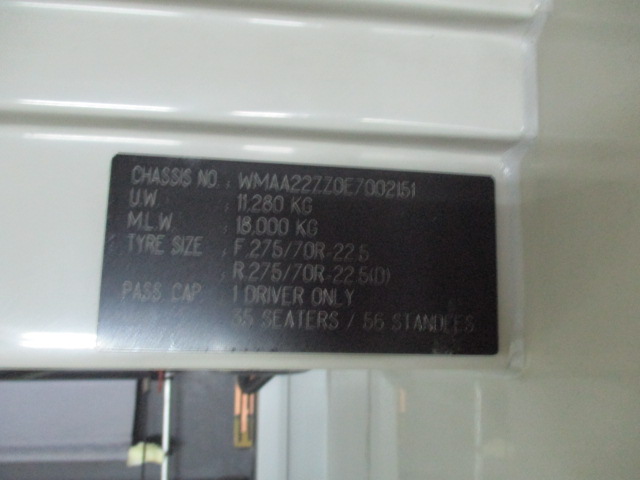 CHASSIS NO. : WMAA22ZZ0E7002151
U.W. : 11,280 KG
M.L.W. : 18,000 KG
TYRE SIZE : F.275/70R-22.5
R.275/70R-22.5(D)
PASS CAP. : 1 DRIVER ONLY
35 SEATERS / 56 STANDEES